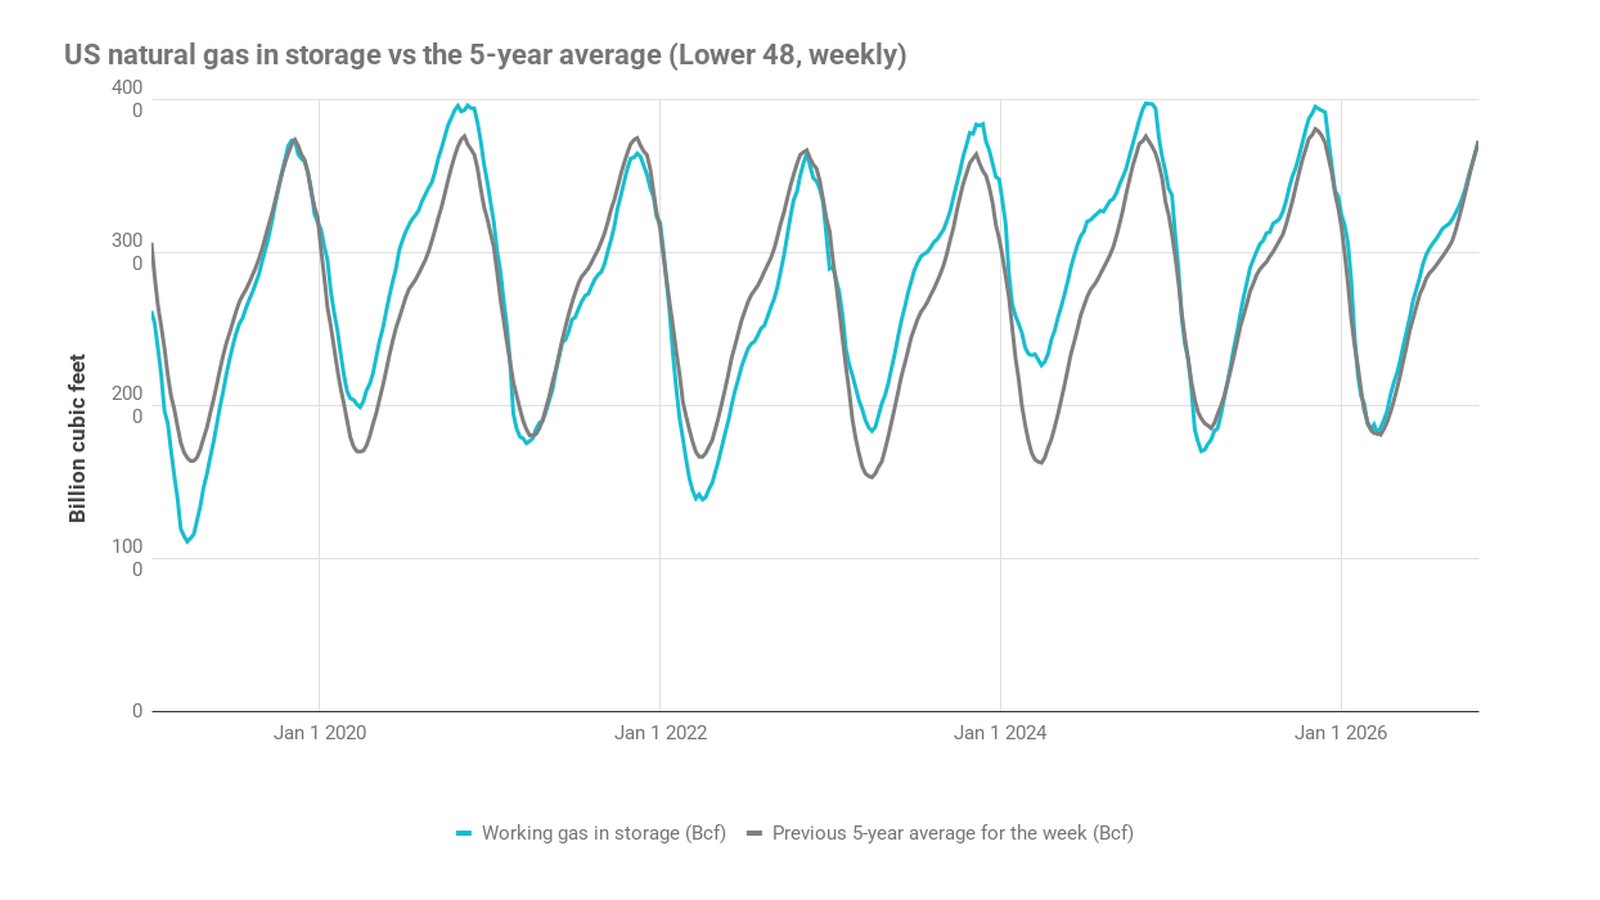 US natural gas in storage vs the 5-year average (Lower 48, weekly)
400
0
300
0
200
0
100
0
0
Billion cubic feet
Jan 1 2020
Jan 1 2022
Jan 1 2024
Jan 1 2026
Working gas in storage (Bcf)
Previous 5-year average for the week (Bcf)